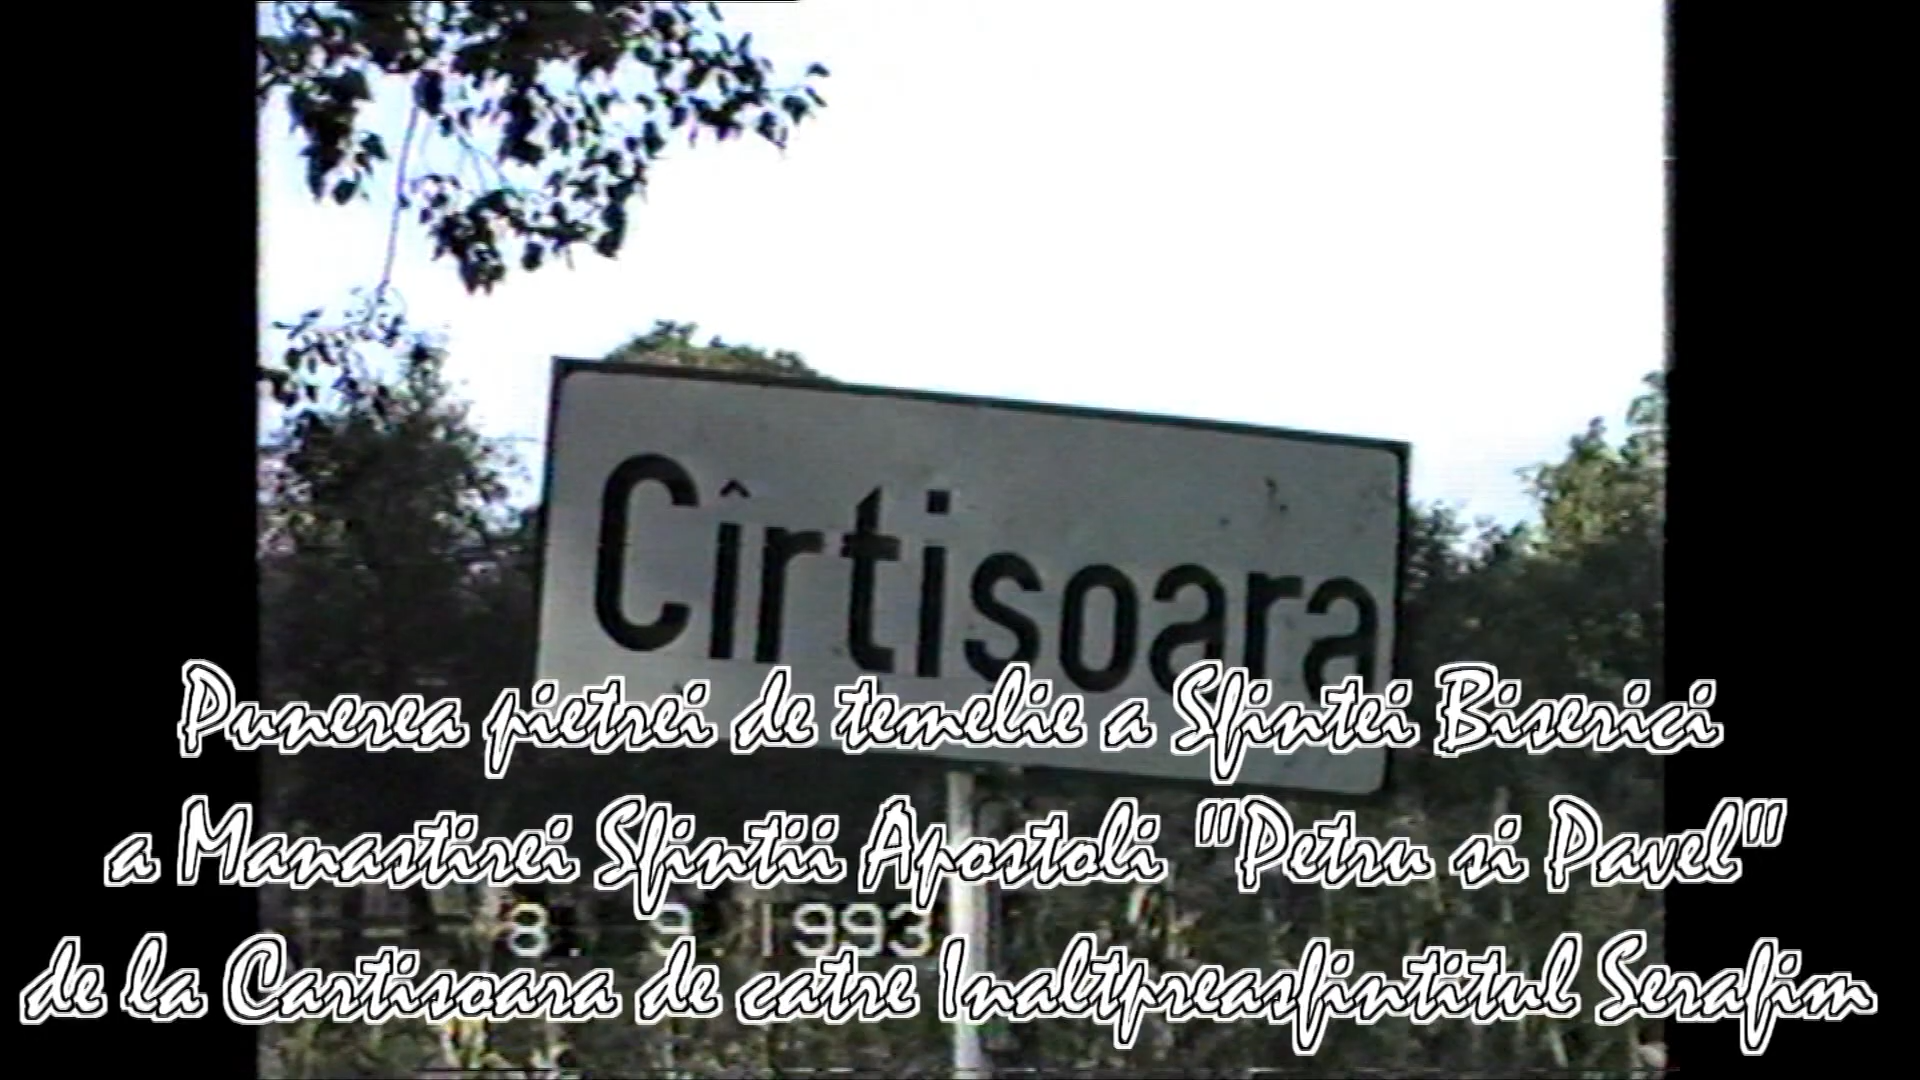 Cîrtisoara
Punerea pietrei de temelie a Sfintei Biserici
a Manastirei Sfintii Apostoli "Petru si Pavel"
8. 9. 1993
de la Cartisoara de catre Inaltpreasfintitul Serafim